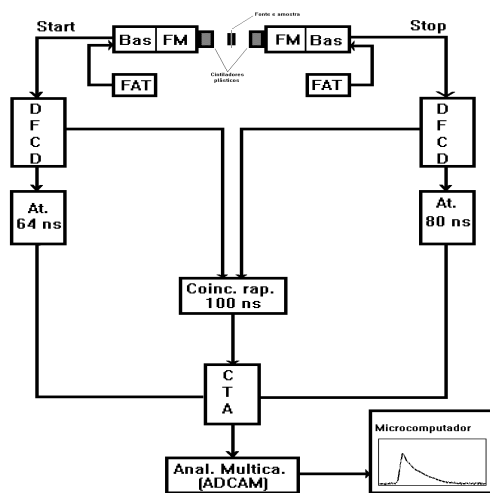 Fonte e amostra
Start
Stop
Bas FM
FM Bas
Cintiladores
plásticos
FAT
FAT
D
F
C
D
D
F
C
D
At.
64 ns
At.
80 ns
Coinc. rap.
100 ns
C
T
A
Microcomputador
Anal. Multica.
(ADCAM)